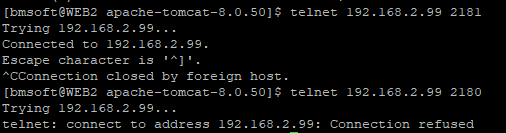 [bmsoft@WEB2 apache-tomcat-8.0.50]$ telnet 192.168.2.99 2181
Trying 192.168.2.99...
Connected to 192.168.2.99.
Escape character is '^]'.
^CConnection closed by foreign host.
[bmsoft@WEB2 apache-tomcat-8.0.50]$ telnet 192.168.2.99 2180
Trying 192.168.2.99...
telnet: connect to address 192.168.2.99: Connection refused